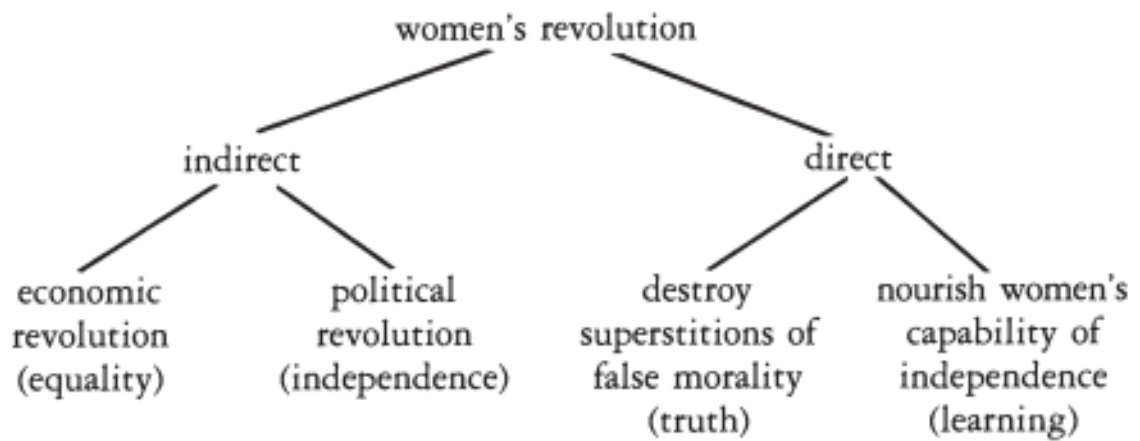 women's revolution
indirect
direct
economic
revolution
(equality)
political
revolution
(independence)
destroy
superstitions of
false morality
(truth)
nourish women's
capability of
independence
(learning)